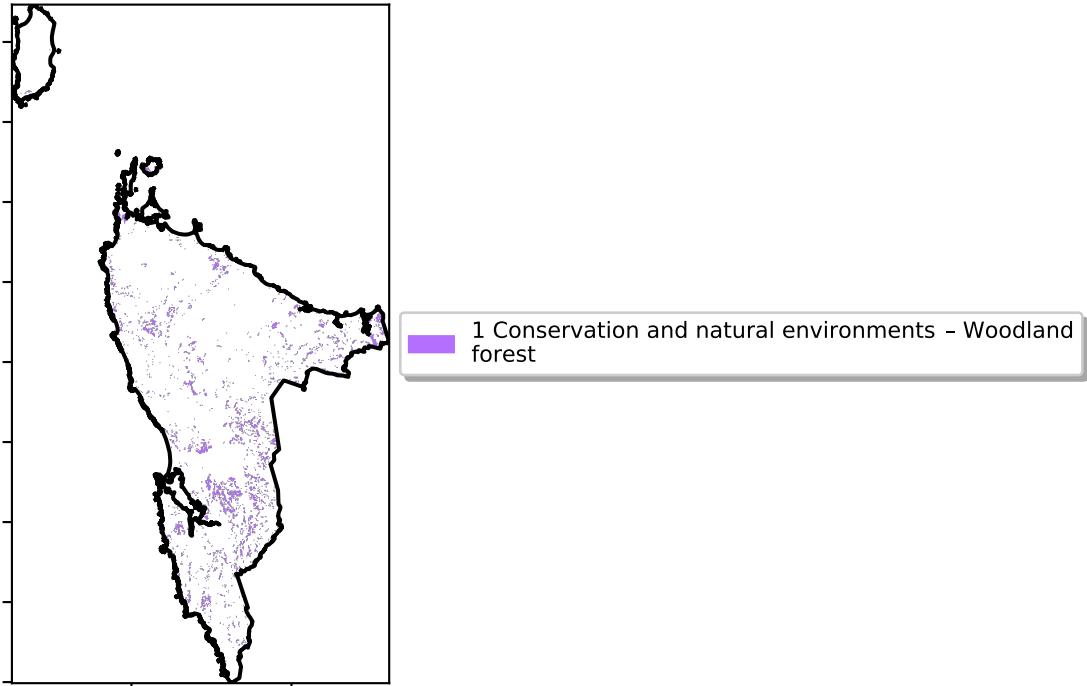 1 Conservation and natural environments – Woodland
forest